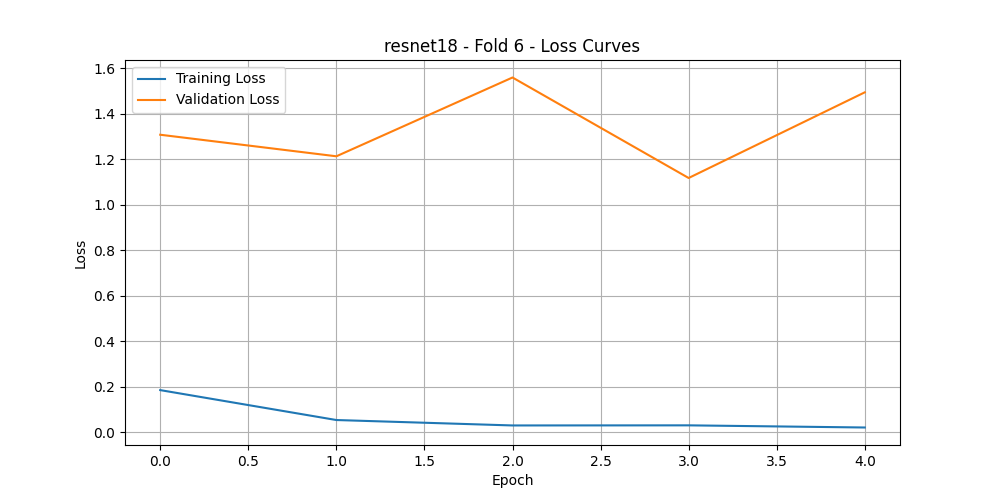 resnet18 - Fold 6 - Loss Curves
Training Loss
Validation Loss
1.6
1.4
1.2
1.0
0.8
0.6
0.4
0.2
0.0
Loss
0.0 0.5 1.0 1.5 2.0 2.5 3.0 3.5 4.0
Epoch